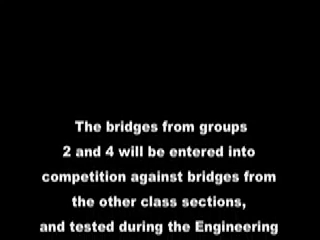 The bridges from groups
2 and 4 will be entered into
competition against bridges from
the other class sections,
and tested during the Engineering